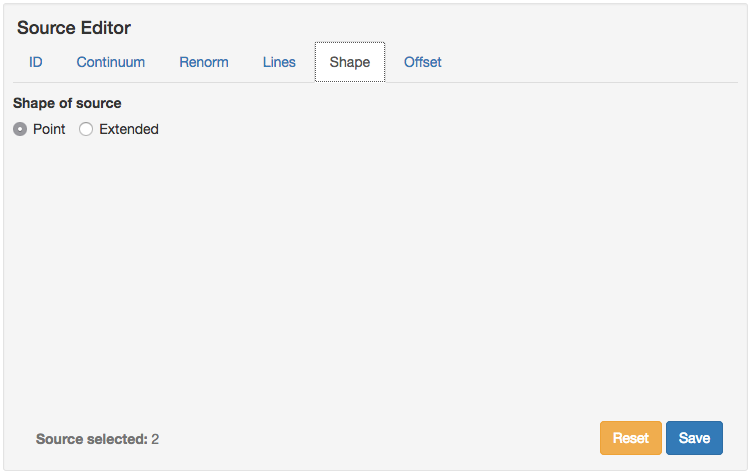 Source Editor
ID Continuum Renorm Lines Shape Offset
Shape of source
Point Extended
Source selected: 2 Reset Save